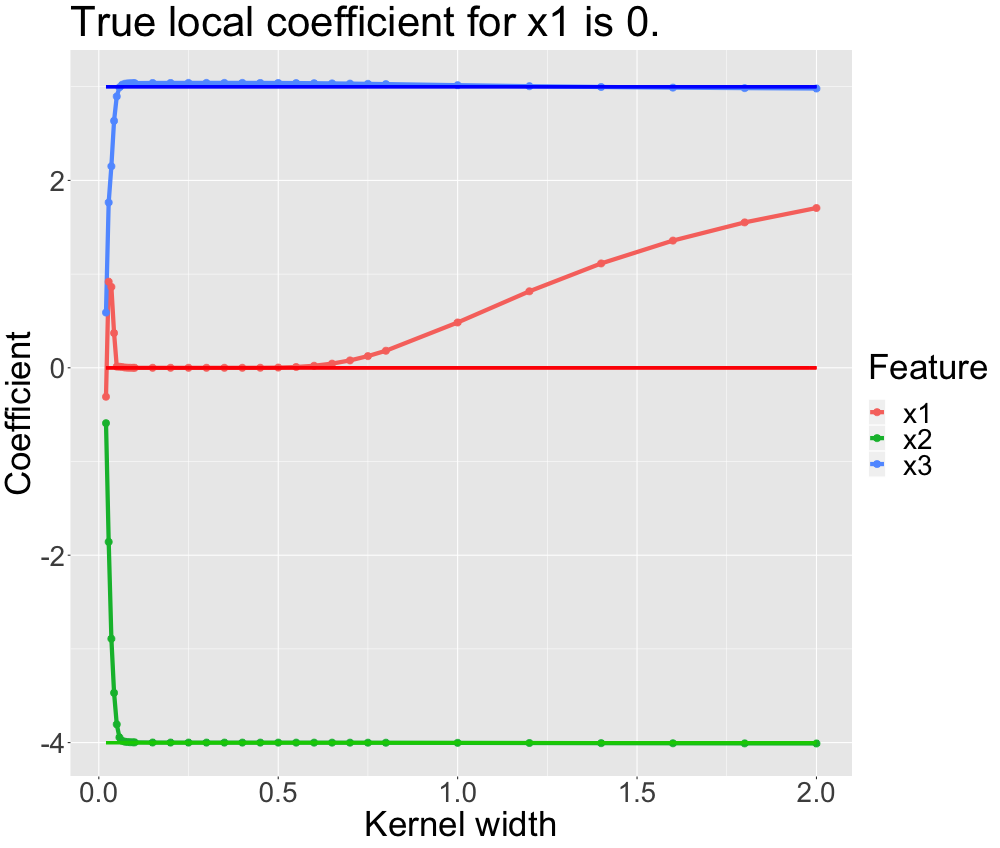 True local coefficient for x1 is 0.
Coefficient
2
0
-2
-4
0.0 0.5 1.0 1.5 2.0
Kernel width
Feature
x1
x2
x3